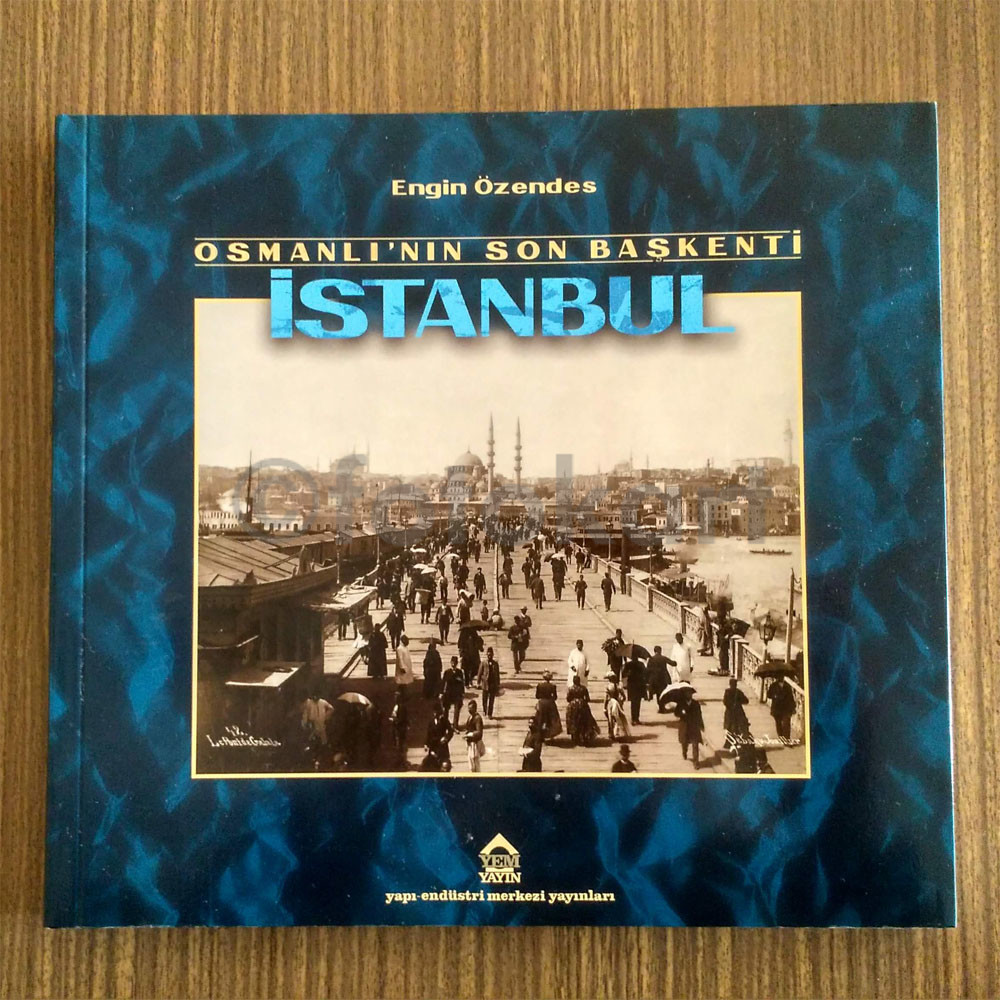 Engin Özendes
OSMANLI'NIN SON BAŞKENTİ
İSTANBUL
YEM
YAYIN
yapı-endüstri merkezi yayınları